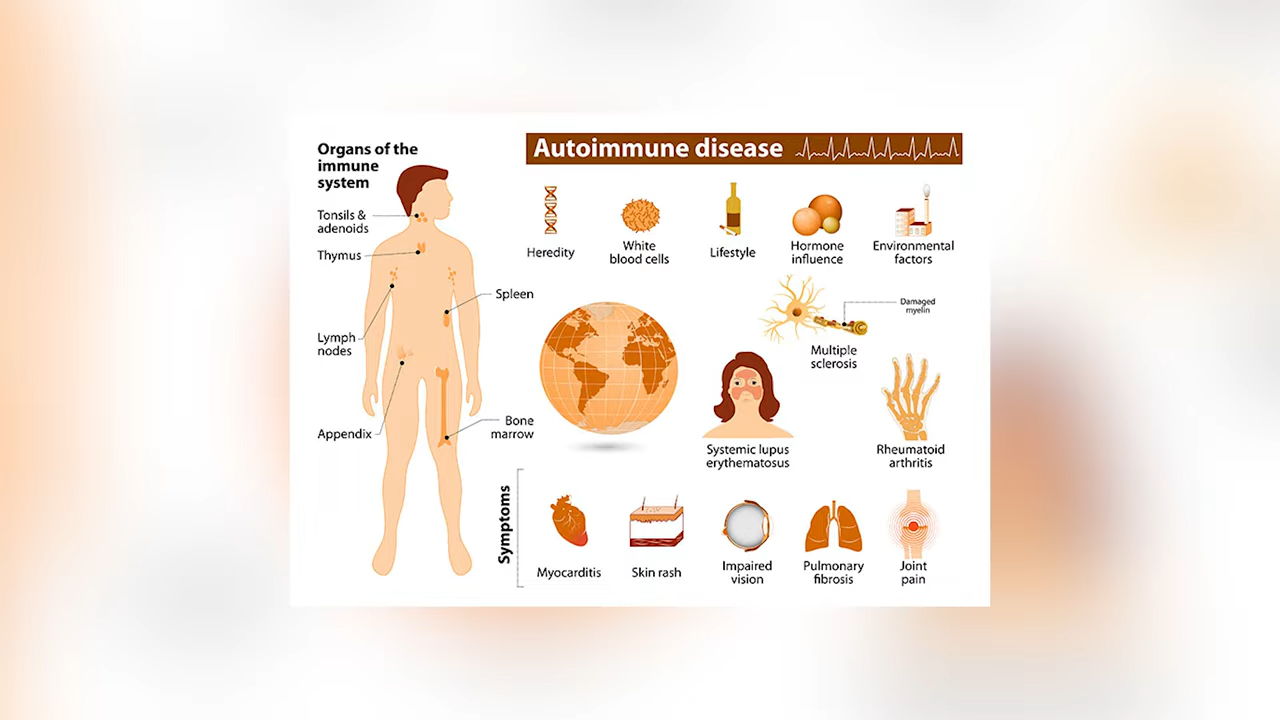 Organs of the
immune
system
Tonsils &
adenoids
Thymus
Lymph
nodes
Appendix
Spleen
Bone
marrow
Autoimmune disease
Heredity
White
blood cells
Lifestyle
Hormone
influence
Environmental
factors
Damaged
myelin
Multiple
sclerosis
Systemic lupus
erythematosus
Rheumatoid
arthritis
Symptoms
Myocarditis
Skin rash
Impaired
vision
Pulmonary
fibrosis
Joint
pain